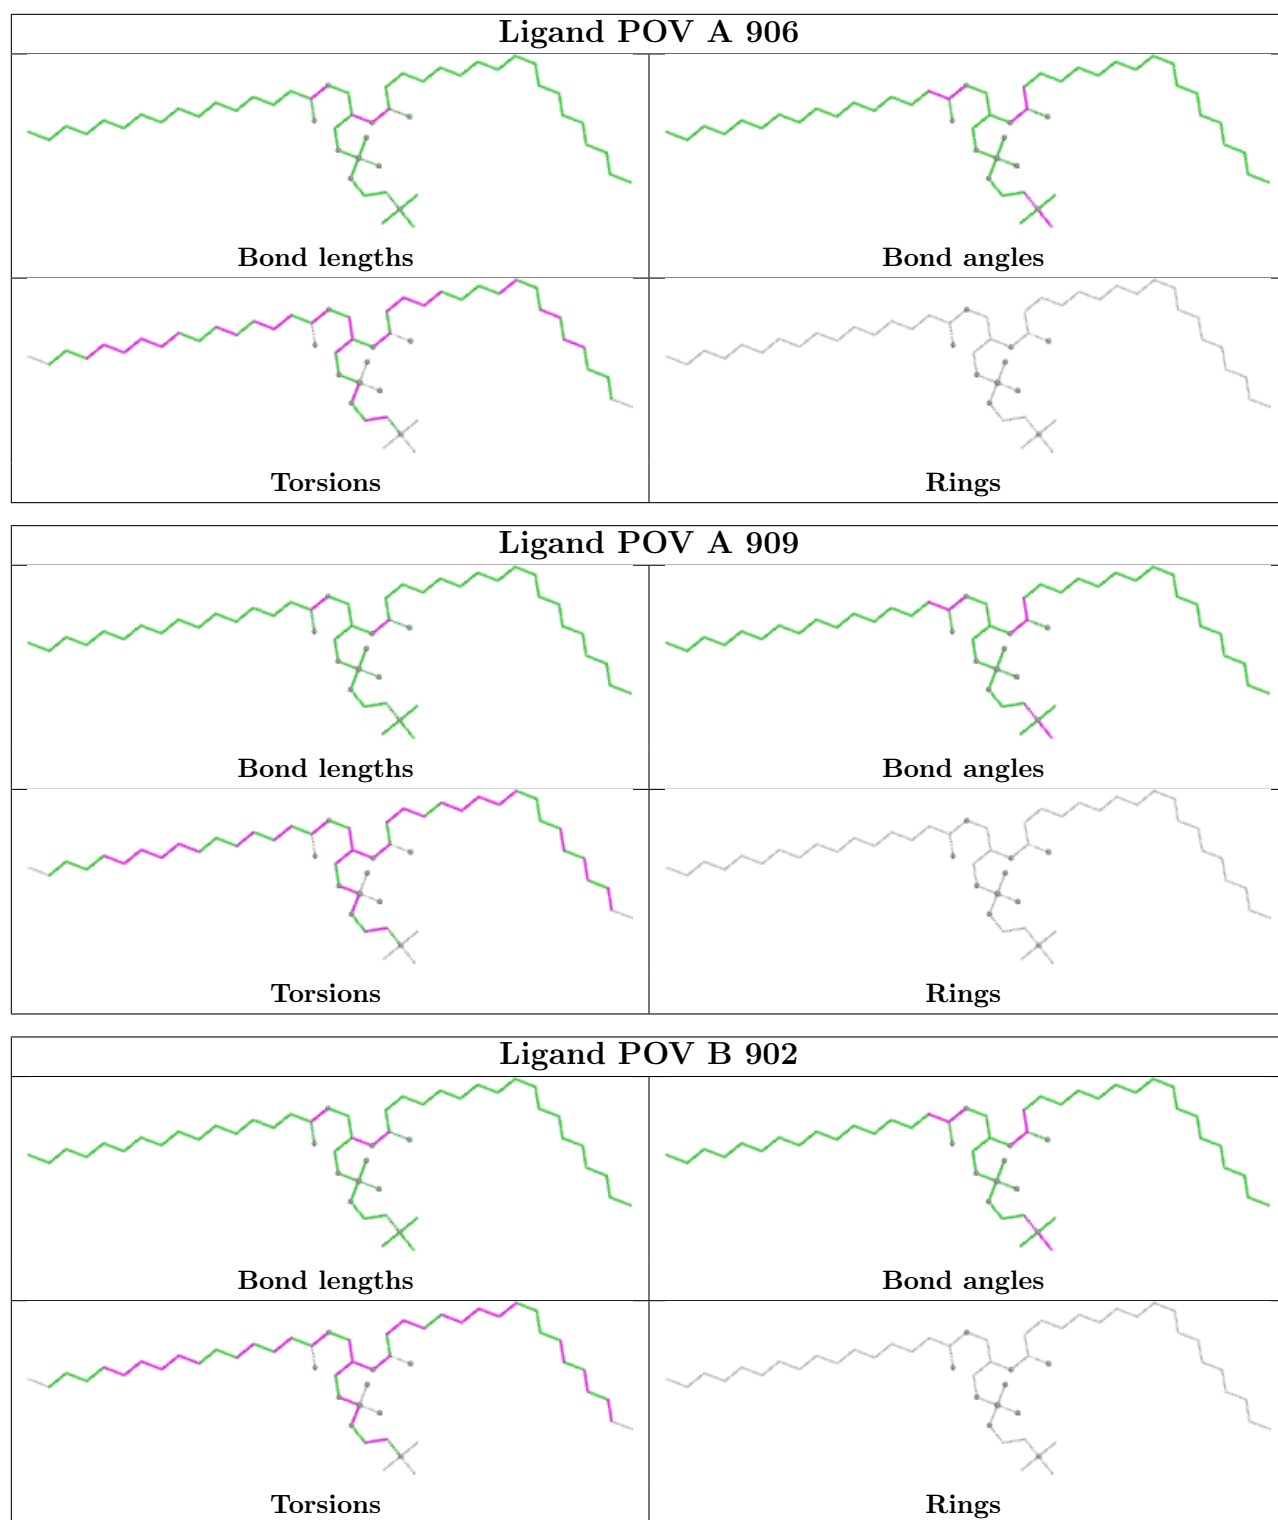 Ligand POV A 906
Bond lengths
Bond angles
Torsions
Rings
Ligand POV A 909
Bond lengths
Bond angles
Torsions
Rings
Ligand POV B 902
Bond lengths
Bond angles
Torsions
Rings